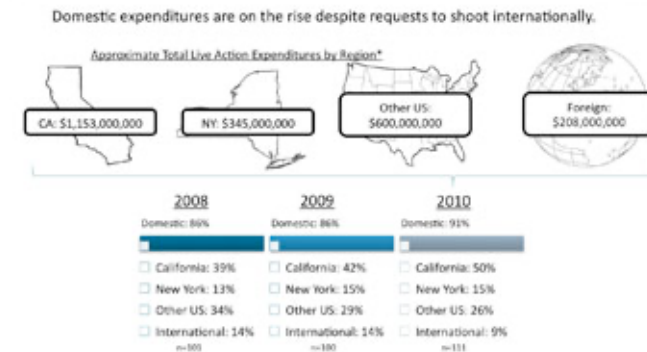 Domestic expenditures are on the rise despite requests to shoot internationally.
Approximate Total Live Action Expenditures by Region*
CA: $1,153,000,000
NY: $345,000,000
Other US:
$600,000,000
Foreign:
$208,000,000
2008
2009
2010
Domestic: 86%
Domestic: 86%
Domestic: 91%
California: 39%
California: 42%
California: 50%
New York: 13%
New York: 15%
New York: 15%
Other US: 34%
Other US: 29%
Other US: 26%
International: 14%
International: 14%
International: 9%
n=100
n=111